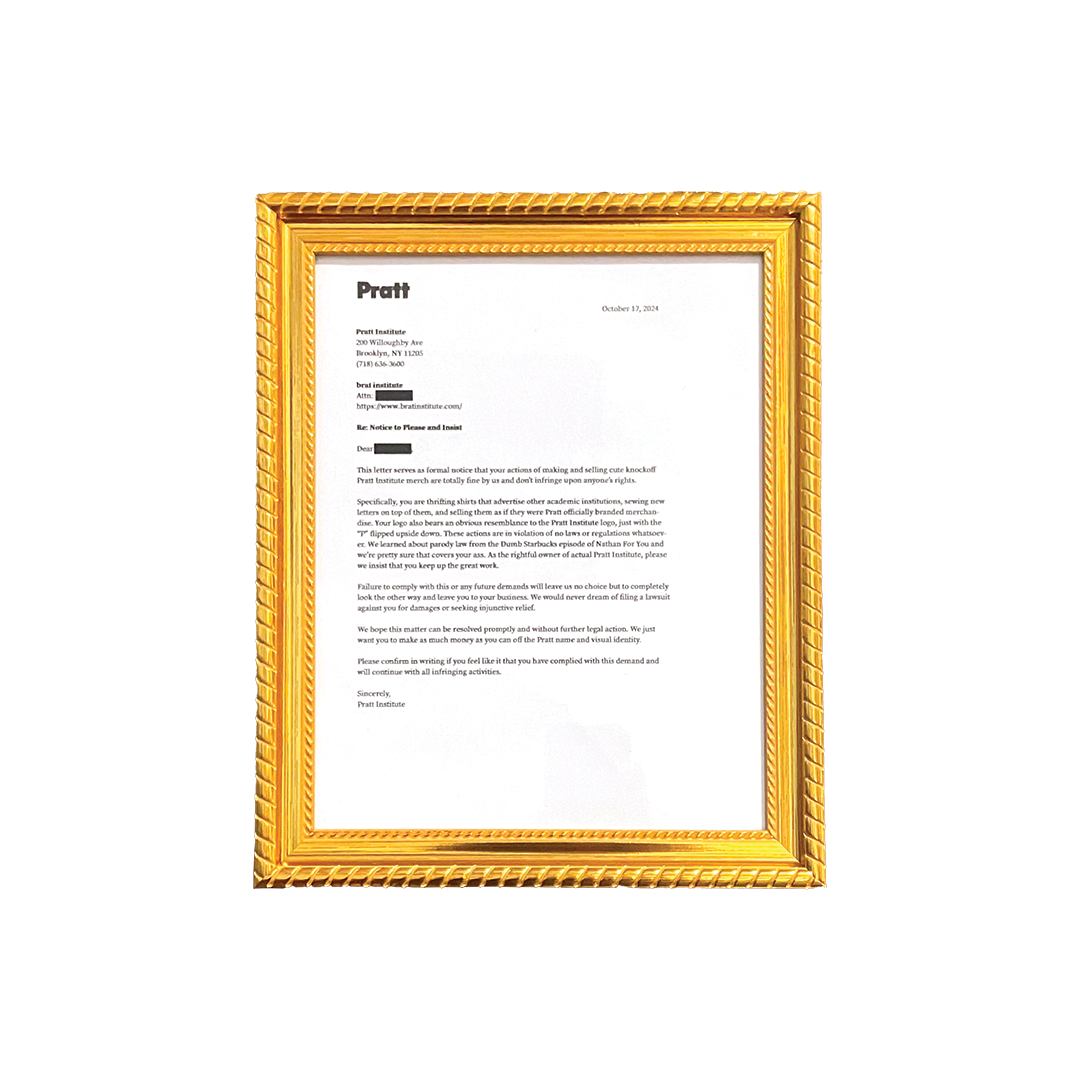 Pratt
October 17, 2024
Pratt Institute
200 Willoughby Ave
Brooklyn, NY 11205
(718) 636-3600
brat institute
Attn:
https://www.bratinstitute.com/
Re: Notice to Please and Insist
Dear
This letter serves as formal notice that your actions of making and selling cute knockoff
Pratt Institute merch are totally fine by us and don't infringe upon anyone's rights.
Specifically, you are thrifting shirts that advertise other academic institutions, sewing new
letters on top of them, and selling them as if they were Pratt officially branded merchan-
dise. Your logo also bears an obvious resemblance to the Pratt Institute logo, just with the
"P" flipped upside down. These actions are in violation of no laws or regulations whatsoev-
er. We learned about parody law from the Dumb Starbucks episode of Nathan For You and
we're pretty sure that covers your ass. As the rightful owner of actual Pratt Institute, please
we insist that you keep up the great work.
Failure to comply with this or any future demands will leave us no choice but to completely
look the other way and leave you to your business. We would never dream of filing a lawsuit
against you for damages or seeking injunctive relief.
We hope this matter can be resolved promptly and without further legal action. We just
want you to make as much money as you can off the Pratt name and visual identity.
Please confirm in writing if you feel like it that you have complied with this demand and
will continue with all infringing activities.
Sincerely,
Pratt Institute